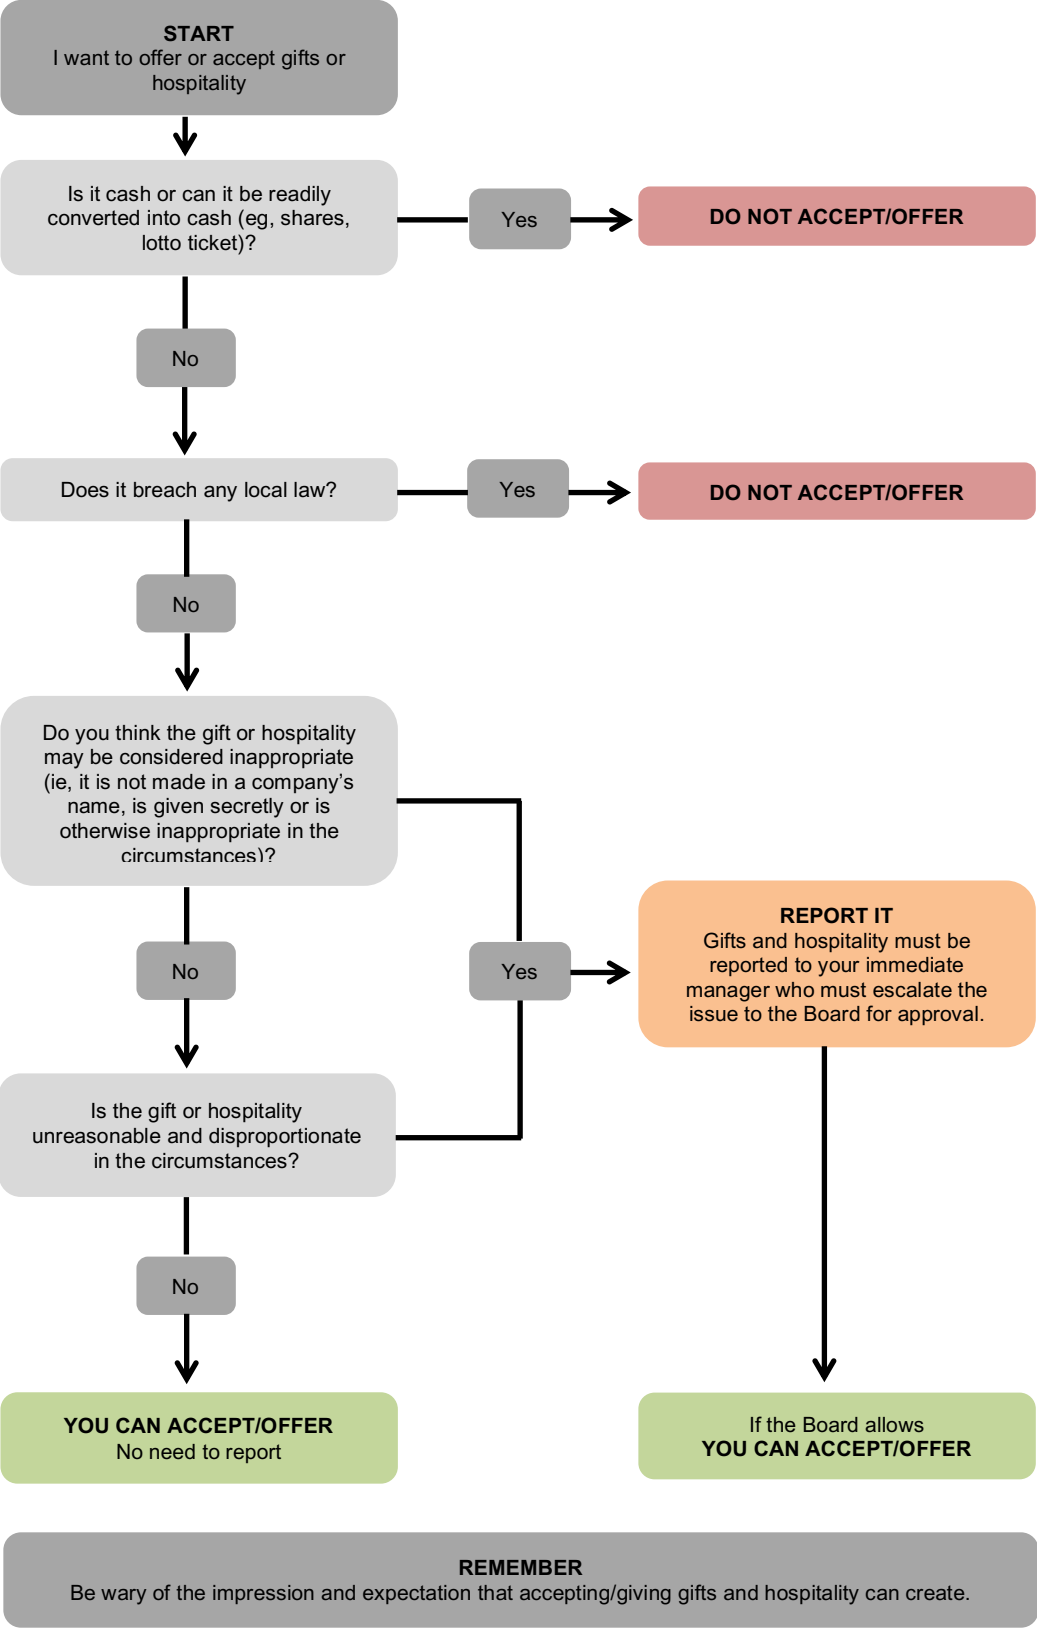 START
I want to offer or accept gifts or
hospitality
Is it cash or can it be readily
converted into cash (eg, shares,
lotto ticket)?
Yes
DO NOT ACCEPT/OFFER
No
Does it breach any local law?
Yes
DO NOT ACCEPT/OFFER
No
Do you think the gift or hospitality
may be considered inappropriate
(ie, it is not made in a company’s
name, is given secretly or is
otherwise inappropriate in the
circumstances)?
No
Yes
REPORT IT
Gifts and hospitality must be
reported to your immediate
manager who must escalate the
issue to the Board for approval.
Is the gift or hospitality
unreasonable and disproportionate
in the circumstances?
No
YOU CAN ACCEPT/OFFER
No need to report
If the Board allows
YOU CAN ACCEPT/OFFER
REMEMBER
Be wary of the impression and expectation that accepting/giving gifts and hospitality can create.